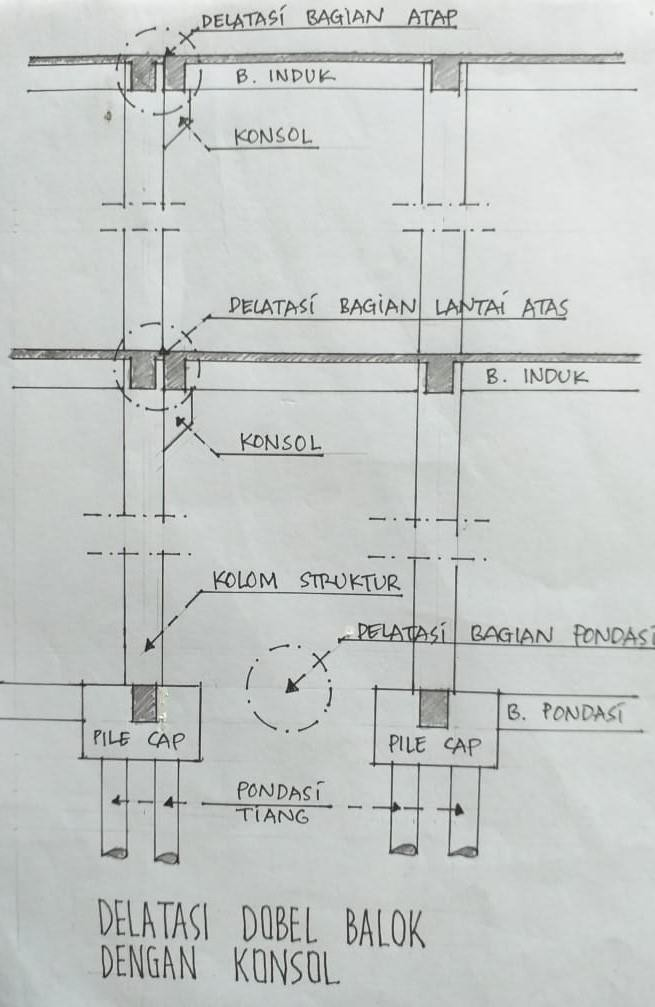 DELATASI BAGIAN ATAP
B. INDUK
KONSOL
DELATASI BAGIAN LANTAI ATAS
B. INDUK
KONSOL
KOLOM STRUKTUR
DELATASI BAGIAN PONDASI
B. PONDASI
PILE CAP
PILE CAP
PONDASI
TIANG
DELATASI DOBEL BALOK
DENGAN KONSOL